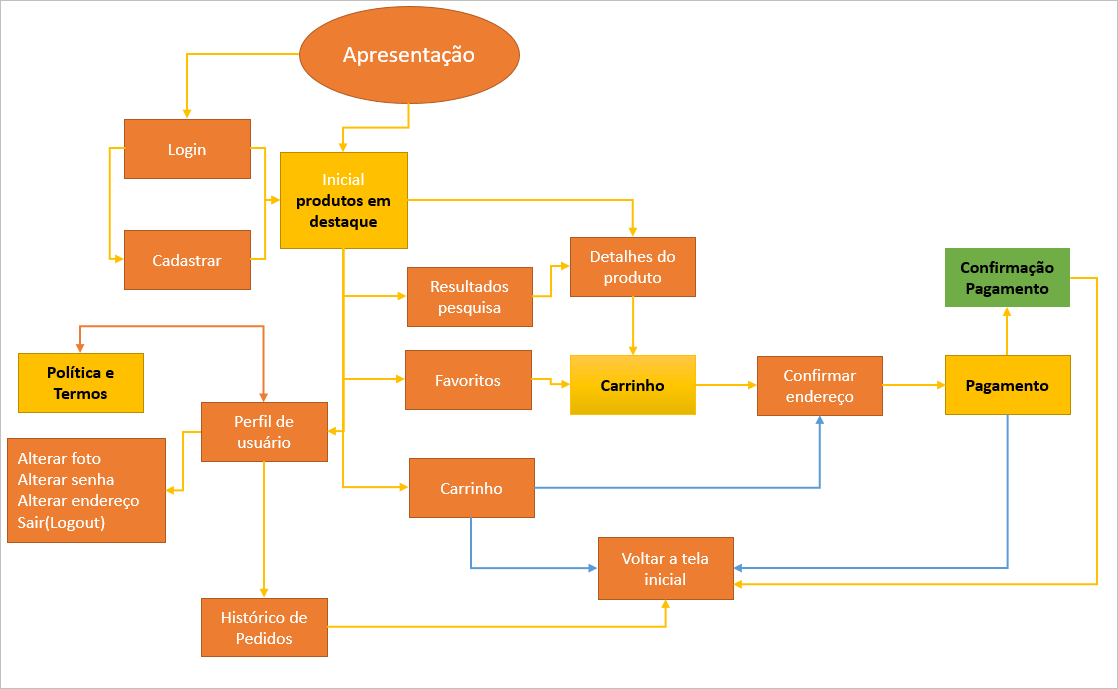 Apresentação
Login
Inicial
produtos em
destaque
Cadastrar
Detalhes do
produto
Resultados
pesquisa
Confirmação
Pagamento
Política e
Termos
Favoritos
Carrinho
Confirmar
endereço
Pagamento
Perfil de
usuário
Alterar foto
Alterar senha
Alterar endereço
Sair(Logout)
Carrinho
Voltar a tela
inicial
Histórico de
Pedidos